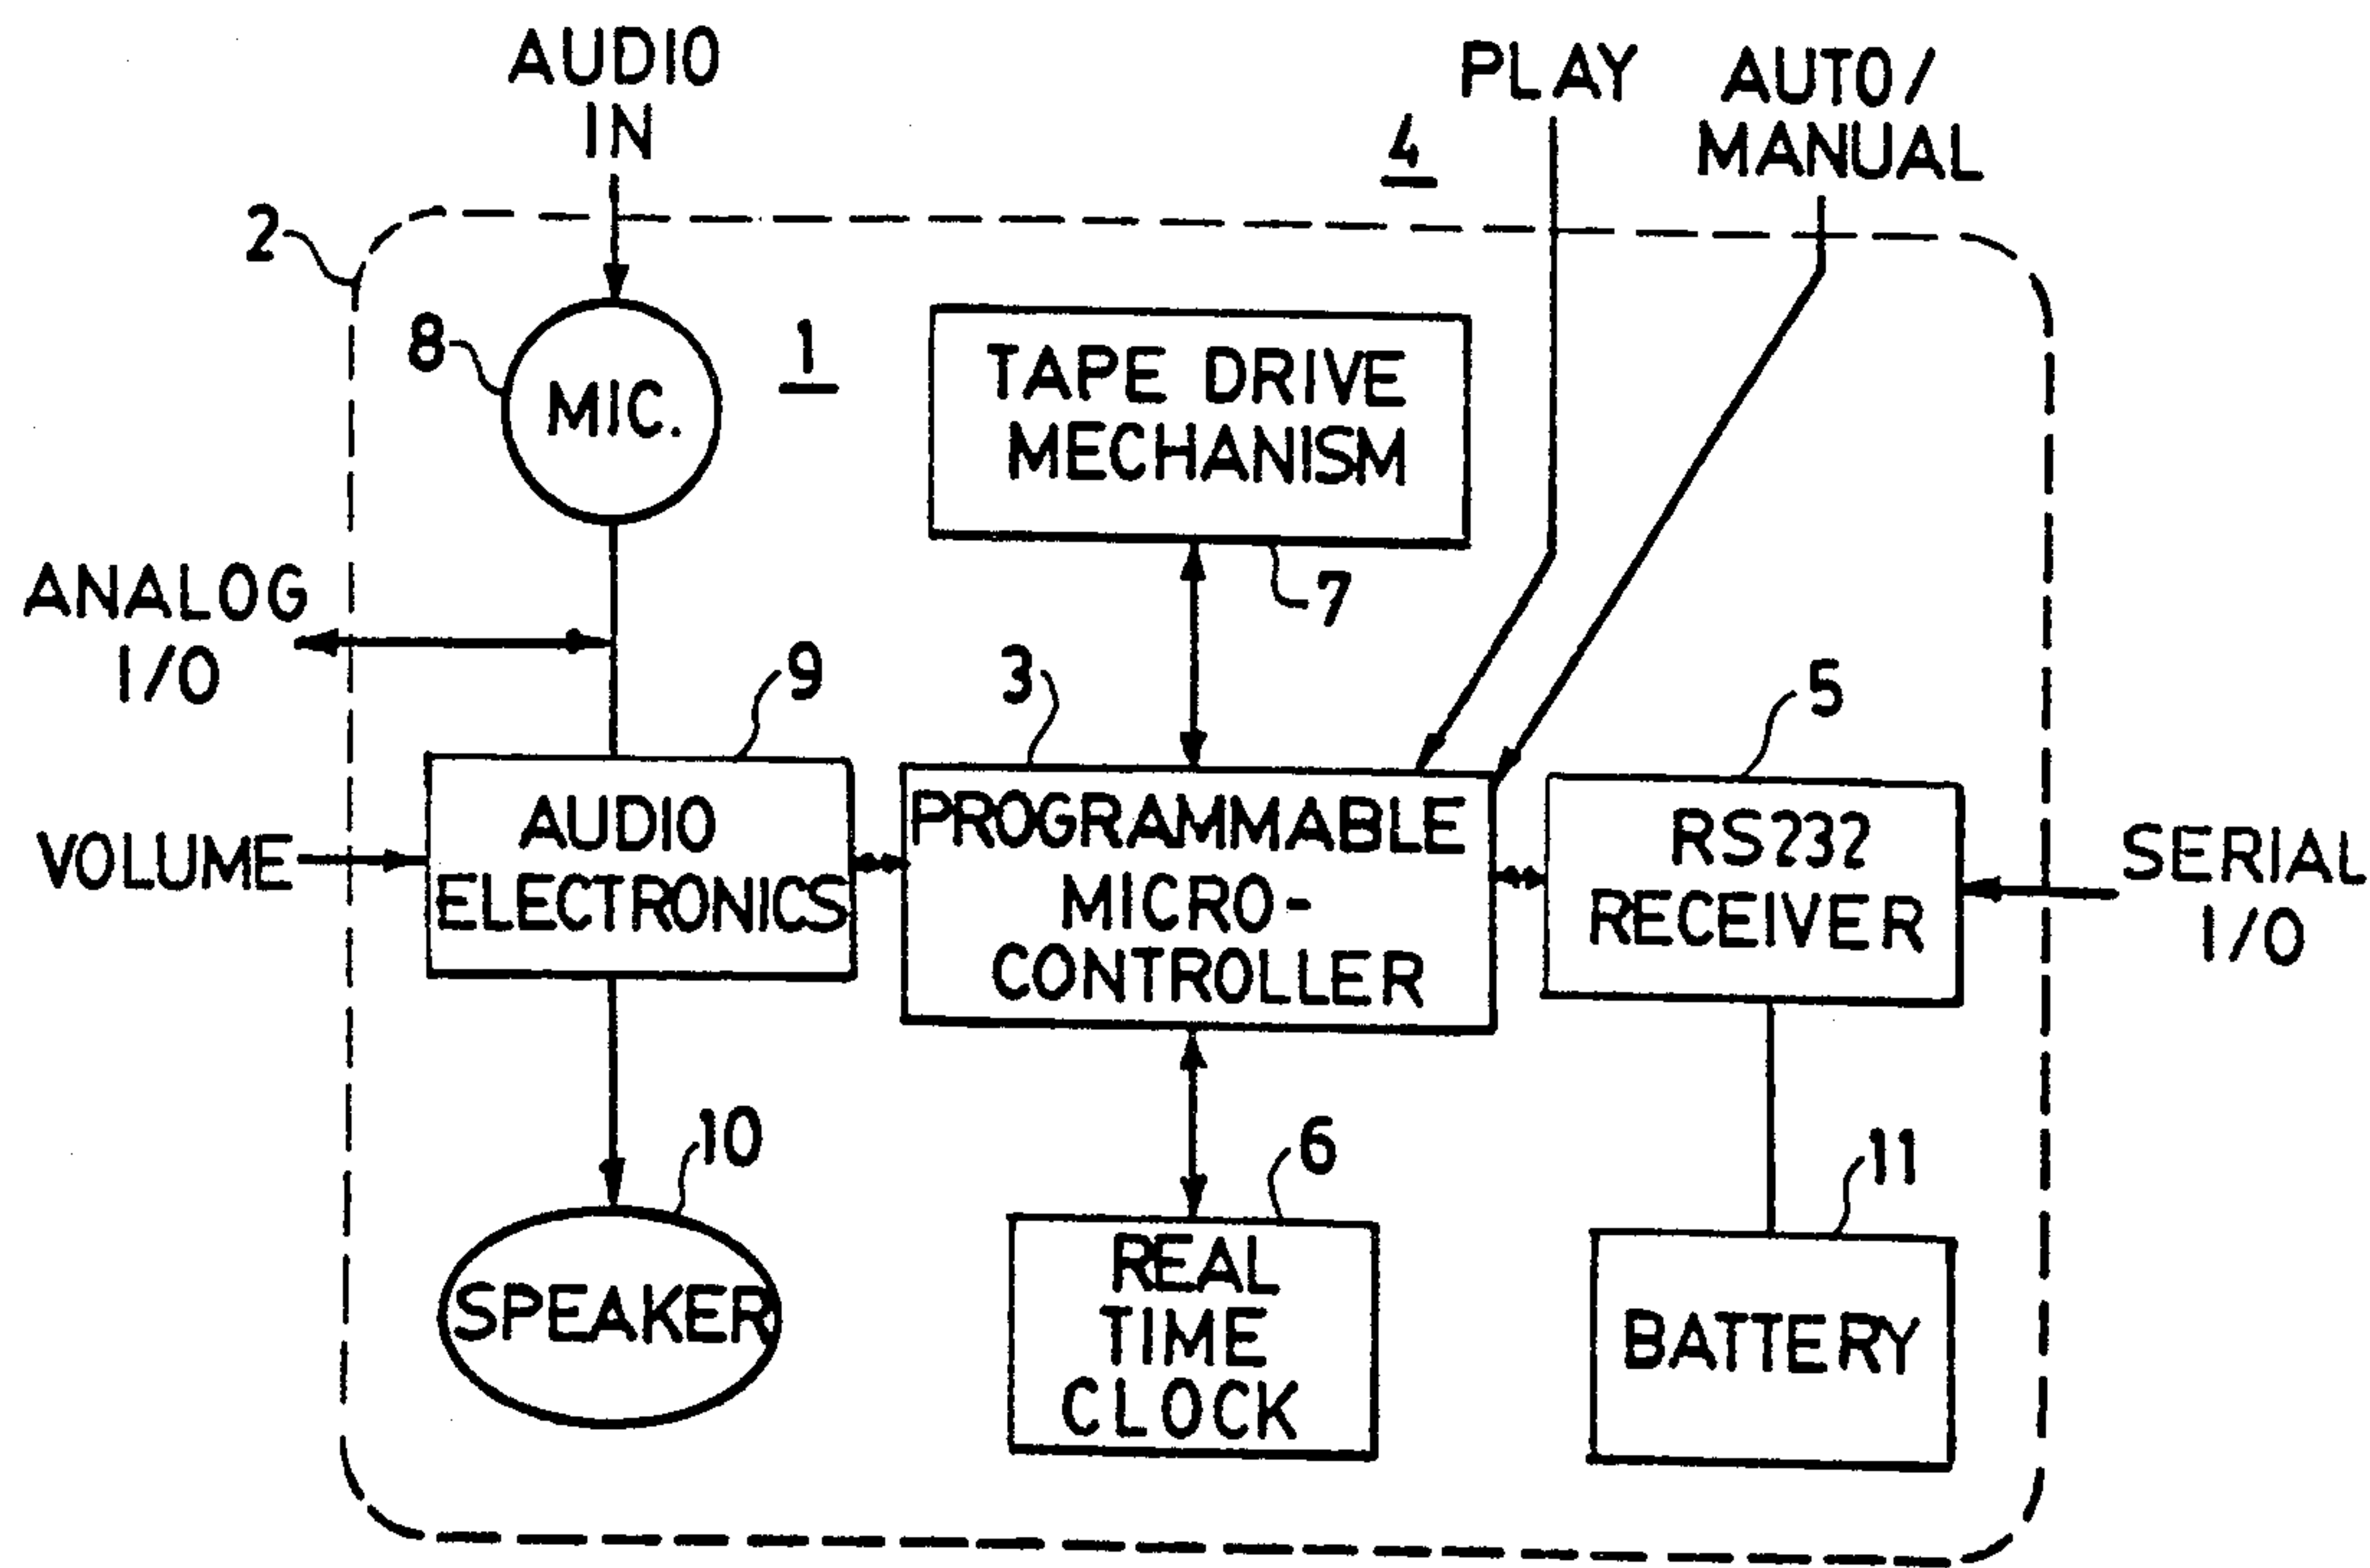 AUDIO
IN
PLAY
AUTO/
MANUAL
4
2
8
MIC.
1
TAPE DRIVE
MECHANISM
7
ANALOG
I/O
9
3
5
VOLUME
AUDIO
ELECTRONICS
PROGRAMMABLE
MICRO-
CONTROLLER
RS232
RECEIVER
SERIAL
I/O
10
6
11
SPEAKER
REAL
TIME
CLOCK
BATTERY